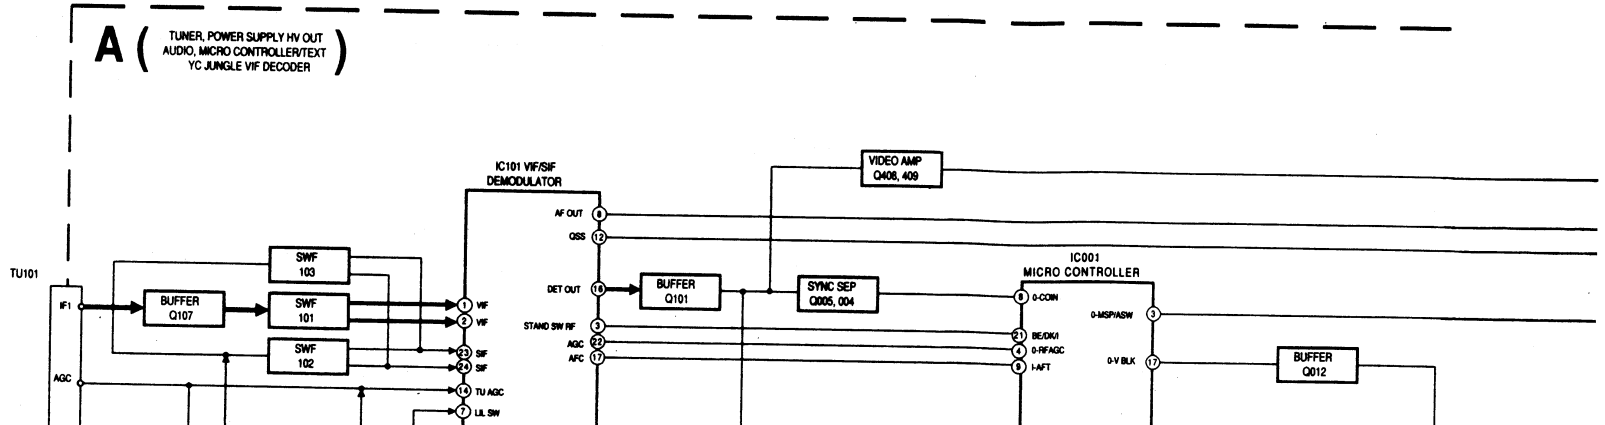 A
( TUNER, POWER SUPPLY HV OUT
AUDIO, MICRO CONTROLLER/TEXT
YC JUNGLE VIF DECODER )
VIDEO AMP
Q408, 409
IC101 VIF/SIF
DEMODULATOR
AF OUT 8
QSS 12
DET OUT 16
STAND SW RF 3
AGC 22
AFC 17
TU101
IF1
AGC
BUFFER
Q107
SWF
103
SWF
101
SWF
102
1 VIF
2 VIF
23 SIF
24 SIF
14 TU AGC
7 L/L SW
BUFFER
Q101
SYNC SEP
Q005, 004
IC001
MICRO CONTROLLER
8 0-COIN
21 BE/DK/I
4 0-RFAGC
9 I-AFT
0-MSP/ASW 3
0-V BLK 17
BUFFER
Q012